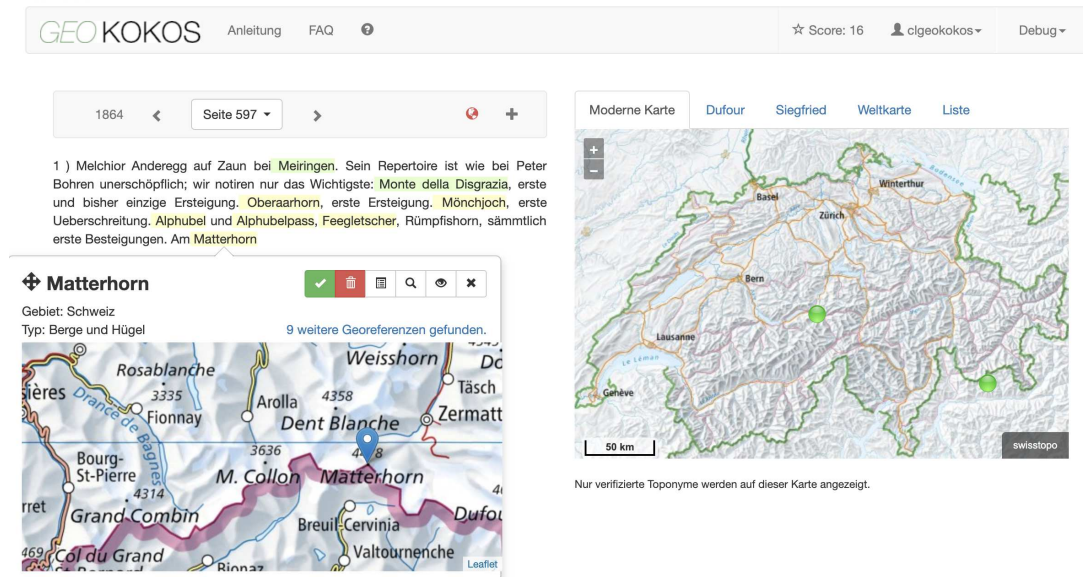 GEO KOKOS Anleitung FAQ ? Score: 16 clgeokokos Debug
1864 Seite 597
1 ) Melchior Anderegg auf Zaun bei Meiringen. Sein Repertoire ist wie bei Peter
Bohren unerschöpflich; wir notiren nur das Wichtigste: Monte della Disgrazia, erste
und bisher einzige Ersteigung. Oberaarhorn, erste Ersteigung. Mönchjoch, erste
Ueberschreitung. Alphubel und Alphubelpass, Feegletscher, Rümpfishorn, sämmtlich
erste Besteigungen. Am Matterhorn
Matterhorn
Gebiet: Schweiz
Typ: Berge und Hügel 9 weitere Georeferenzen gefunden.
Weisshorn
Rosablanche
3335
Fionnay
Drance de Bagnes
Arolla
4358
Dent Blanche
Täsch
Zermatt
Bourg-
St-Pierre
3636
M. Collon
Matterhorn
4314
Grand Combin
Breuil-Cervinia
Valtournenche
Col du Grand
Leaflet
Moderne Karte Dufour Siegfried Weltkarte Liste
+
−
Bodensee
Winterthur
Basel
Zürich
Bern
Lausanne
Le Léman
Genève
50 km
swisstopo
Nur verifizierte Toponyme werden auf dieser Karte angezeigt.